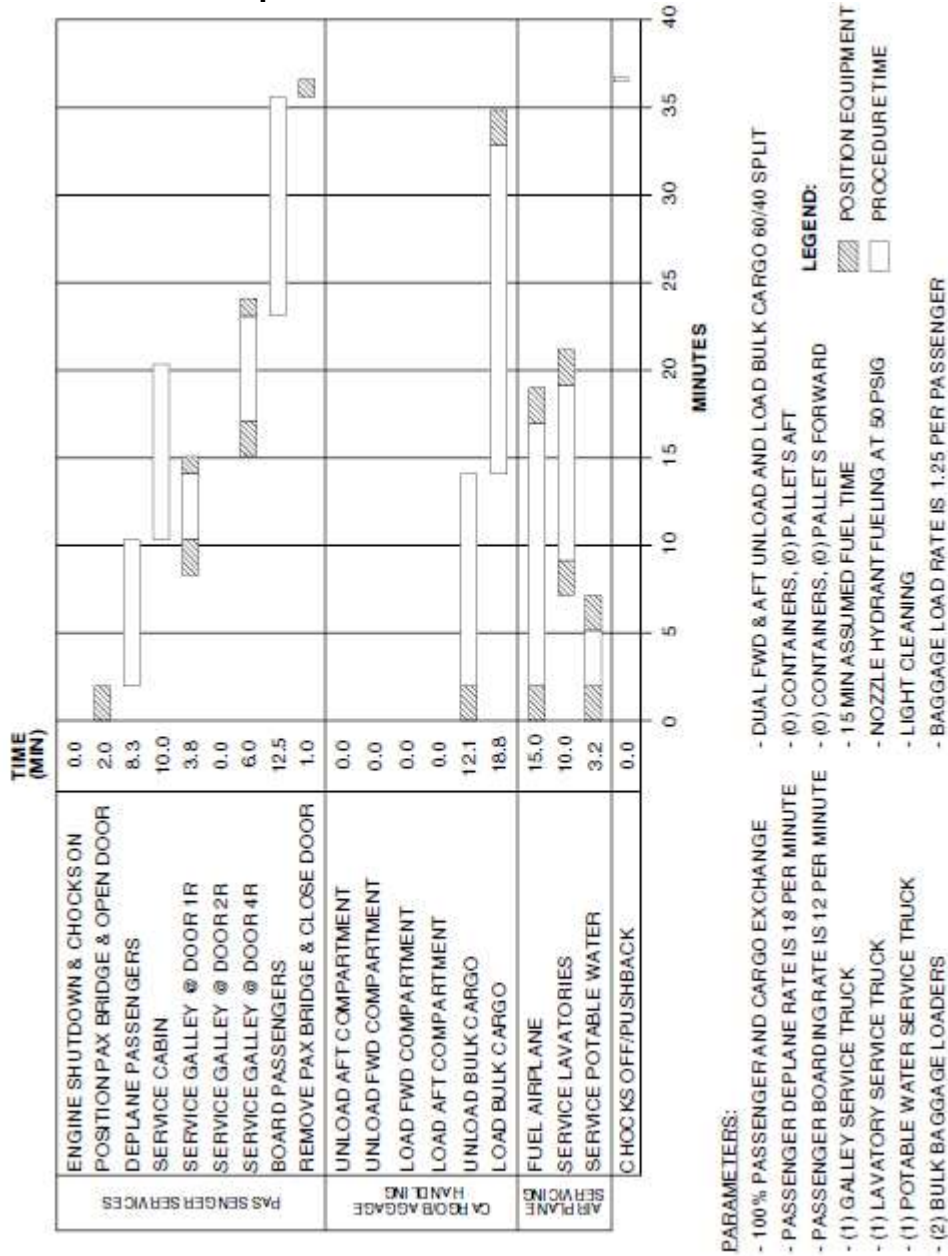 TIME
(MIN)
PASSENGER SERVICES
ENGINE SHUTDOWN & CHOCKS ON 0.0
POSITION PAX BRIDGE & OPEN DOOR 2.0
DEPLANE PASSENGERS 8.3
SERVICE CABIN 10.0
SERVICE GALLEY @ DOOR 1R 3.8
SERVICE GALLEY @ DOOR 2R 0.0
SERVICE GALLEY @ DOOR 4R 6.0
BOARD PASSENGERS 12.5
REMOVE PAX BRIDGE & CLOSE DOOR 1.0
CARGO/BAGGAGE
HANDLING
UNLOAD AFT COMPARTMENT 0.0
UNLOAD FWD COMPARTMENT 0.0
LOAD FWD COMPARTMENT 0.0
LOAD AFT COMPARTMENT 0.0
UNLOAD BULK CARGO 12.1
LOAD BULK CARGO 18.8
AIRPLANE
SERVICING
FUEL AIRPLANE 15.0
SERVICE LAVATORIES 10.0
SERVICE POTABLE WATER 3.2
CHOCKS OFF/PUSHBACK 0.0
0 5 10 15 20 25 30 35 40
MINUTES
PARAMETERS:
- 100% PASSENGER AND CARGO EXCHANGE
- PASSENGER DEPLANE RATE IS 18 PER MINUTE
- PASSENGER BOARDING RATE IS 12 PER MINUTE
- (1) GALLEY SERVICE TRUCK
- (1) LAVATORY SERVICE TRUCK
- (1) POTABLE WATER SERVICE TRUCK
- (2) BULK BAGGAGE LOADERS
- DUAL FWD & AFT UNLOAD AND LOAD BULK CARGO 60/40 SPLIT
- (0) CONTAINERS, (0) PALLETS AFT
- (0) CONTAINERS, (0) PALLETS FORWARD
- 15 MIN ASSUMED FUEL TIME
- NOZZLE HYDRANT FUELING AT 50 PSIG
- LIGHT CLEANING
- BAGGAGE LOAD RATE IS 1.25 PER PASSENGER
LEGEND:
POSITION EQUIPMENT
PROCEDURE TIME